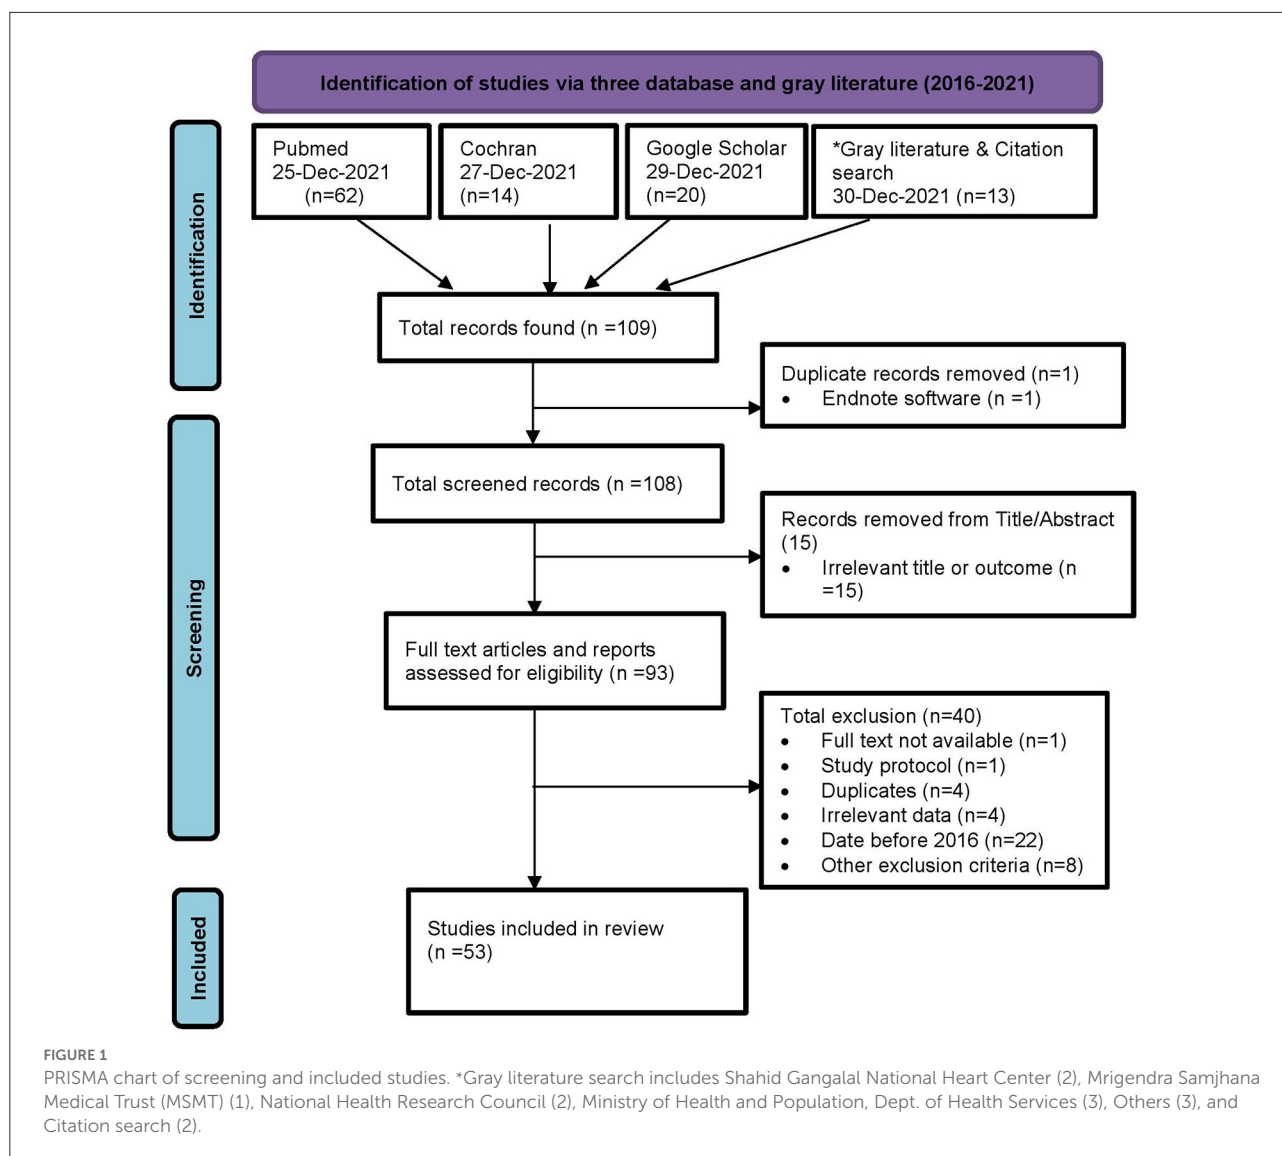 Identification of studies via three database and gray literature (2016-2021)
Identification
Pubmed
25-Dec-2021
(n=62)
Cochran
27-Dec-2021
(n=14)
Google Scholar
29-Dec-2021
(n=20)
*Gray literature & Citation
search
30-Dec-2021 (n=13)
Total records found (n =109)
Duplicate records removed (n=1)
• Endnote software (n =1)
Screening
Total screened records (n =108)
Records removed from Title/Abstract
(15)
• Irrelevant title or outcome (n
=15)
Full text articles and reports
assessed for eligibility (n =93)
Total exclusion (n=40)
• Full text not available (n=1)
• Study protocol (n=1)
• Duplicates (n=4)
• Irrelevant data (n=4)
• Date before 2016 (n=22)
• Other exclusion criteria (n=8)
Included
Studies included in review
(n =53)
FIGURE 1
PRISMA chart of screening and included studies. *Gray literature search includes Shahid Gangalal National Heart Center (2), Mrigendra Samjhana
Medical Trust (MSMT) (1), National Health Research Council (2), Ministry of Health and Population, Dept. of Health Services (3), Others (3), and
Citation search (2).